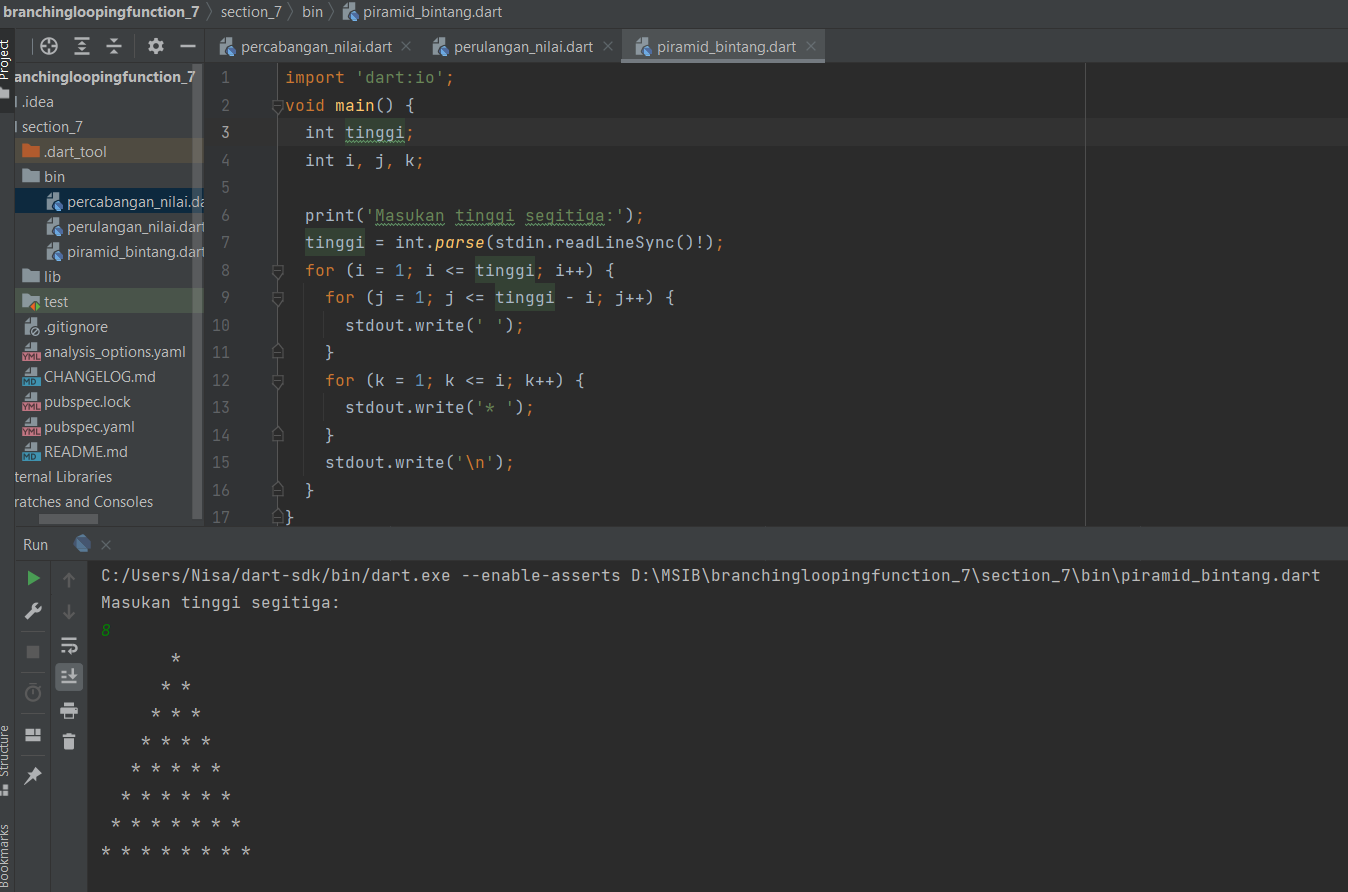 branchingloopingfunction_7 section_7 bin piramid_bintang.dart
Project
percabangan_nilai.dart perulangan_nilai.dart piramid_bintang.dart
anchingloopingfunction_7
.idea
section_7
.dart_tool
bin
percabangan_nilai.da
perulangan_nilai.dart
piramid_bintang.dart
lib
test
.gitignore
analysis_options.yaml
CHANGELOG.md
pubspec.lock
pubspec.yaml
README.md
ternal Libraries
ratches and Consoles
1 import 'dart:io';
2 void main() {
3   int tinggi;
4   int i, j, k;
5
6   print('Masukan tinggi segitiga:');
7   tinggi = int.parse(stdin.readLineSync()!);
8   for (i = 1; i <= tinggi; i++) {
9     for (j = 1; j <= tinggi - i; j++) {
10       stdout.write(' ');
11     }
12     for (k = 1; k <= i; k++) {
13       stdout.write('* ');
14     }
15     stdout.write('\n');
16   }
17 }
Run
C:/Users/Nisa/dart-sdk/bin/dart.exe --enable-asserts D:\MSIB\branchingloopingfunction_7\section_7\bin\piramid_bintang.dart
Masukan tinggi segitiga:
8
       *
      * *
     * * *
    * * * *
   * * * * *
  * * * * * *
 * * * * * * *
* * * * * * * *
Structure
Bookmarks